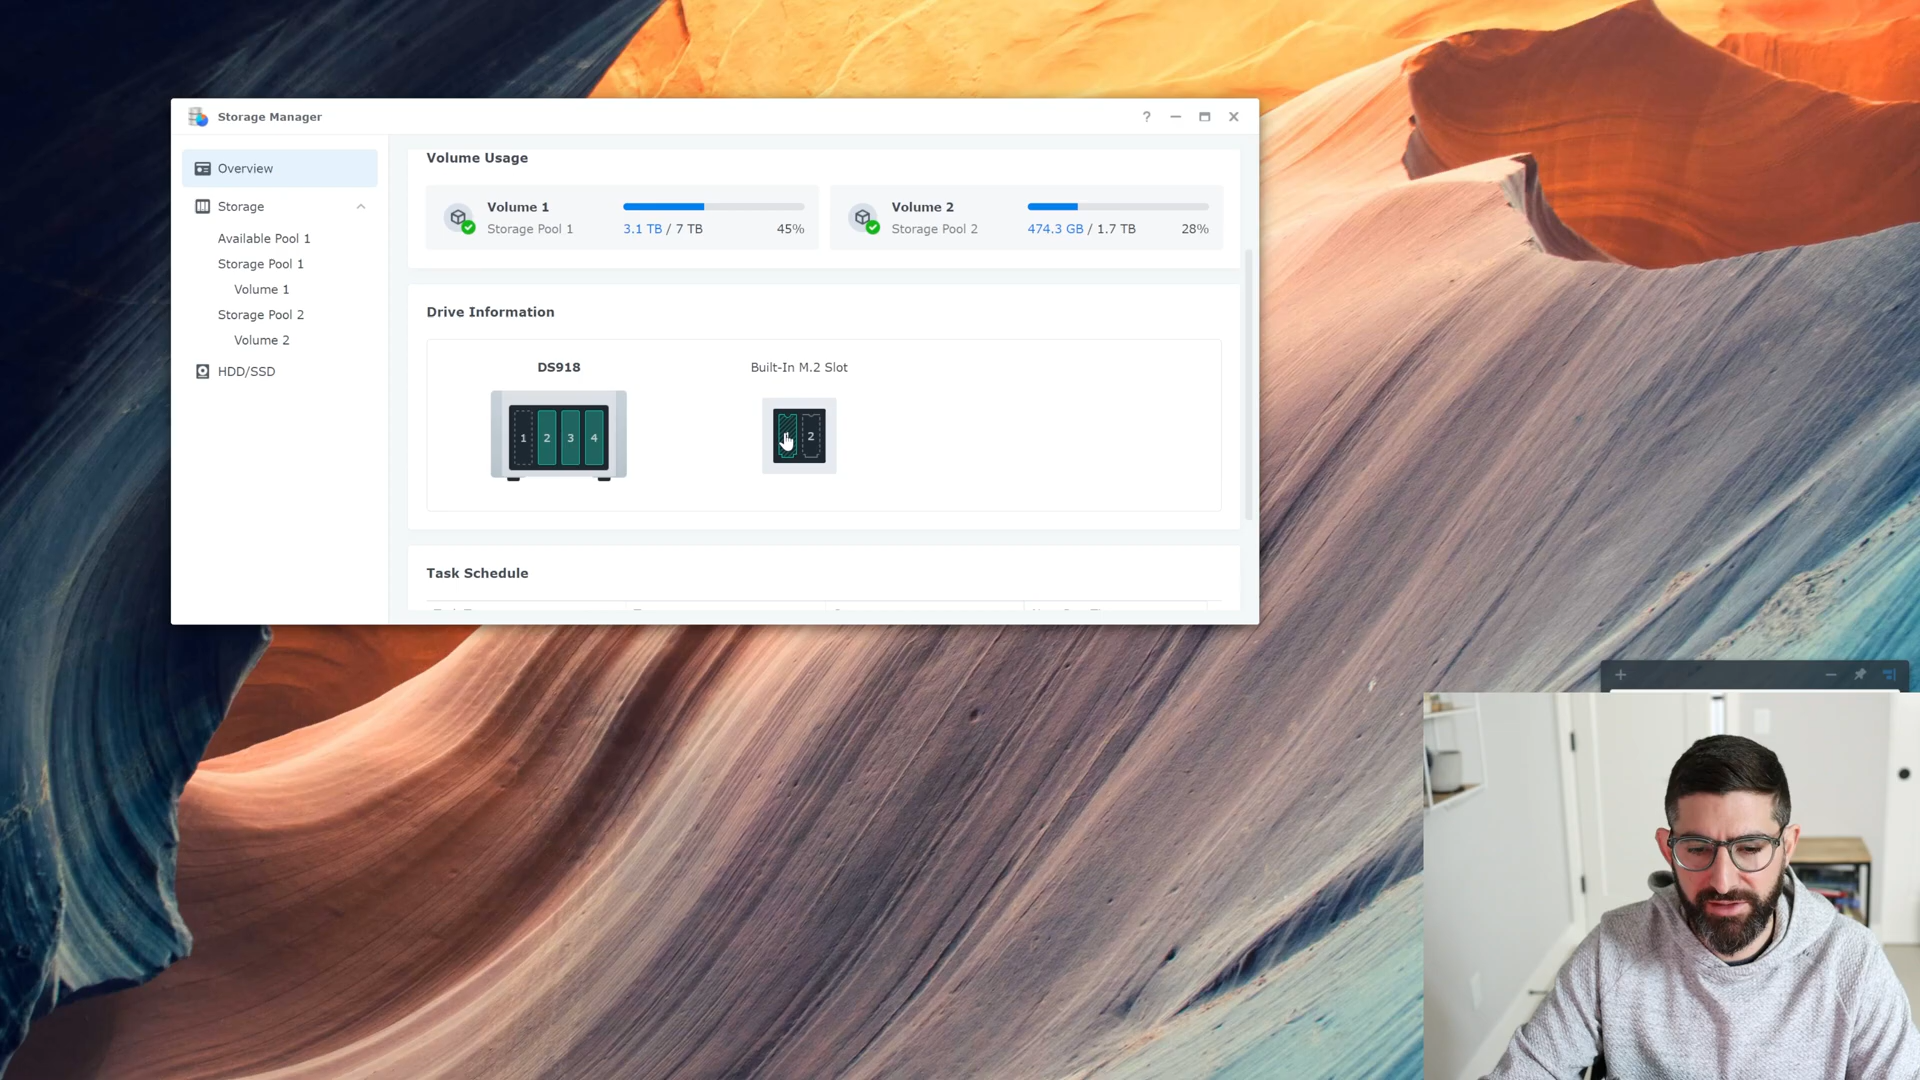 Storage Manager
Overview
Storage
Available Pool 1
Storage Pool 1
Volume 1
Storage Pool 2
Volume 2
HDD/SSD
Volume Usage
Volume 1
Storage Pool 1
3.1 TB / 7 TB
45%
Volume 2
Storage Pool 2
474.3 GB / 1.7 TB
28%
Drive Information
DS918
1 2 3 4
Built-In M.2 Slot
2
Task Schedule